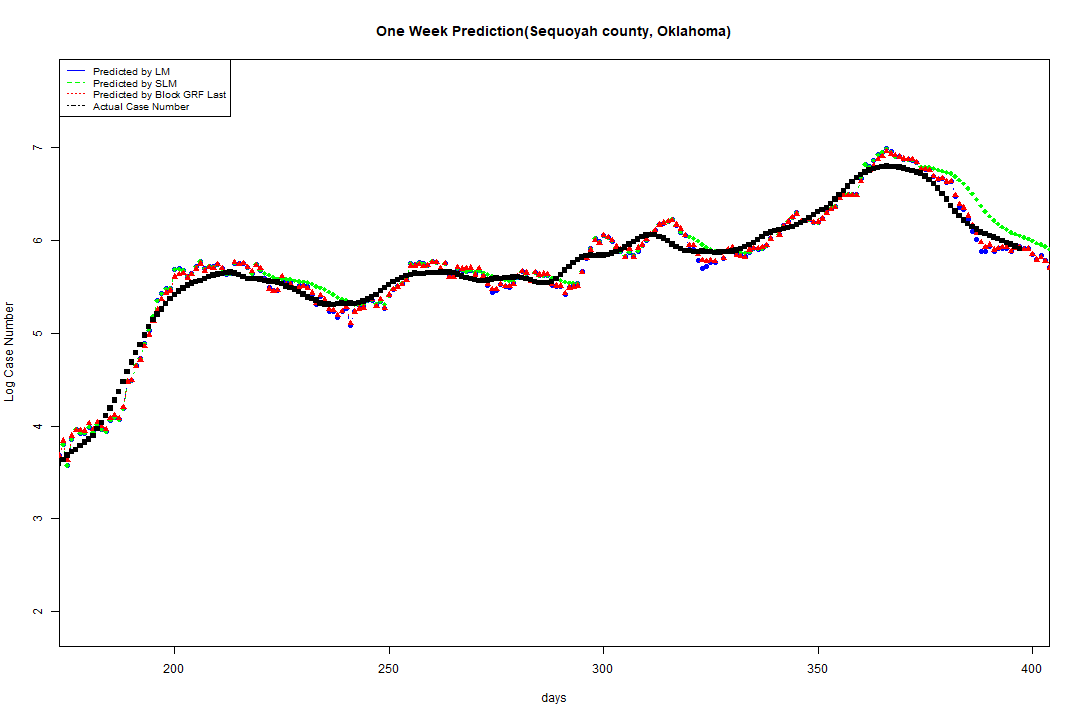 One Week Prediction(Sequoyah county, Oklahoma)
Predicted by LM
Predicted by SLM
Predicted by Block GRF Last
Actual Case Number
7
6
5
4
3
2
Log Case Number
200 250 300 350 400
days